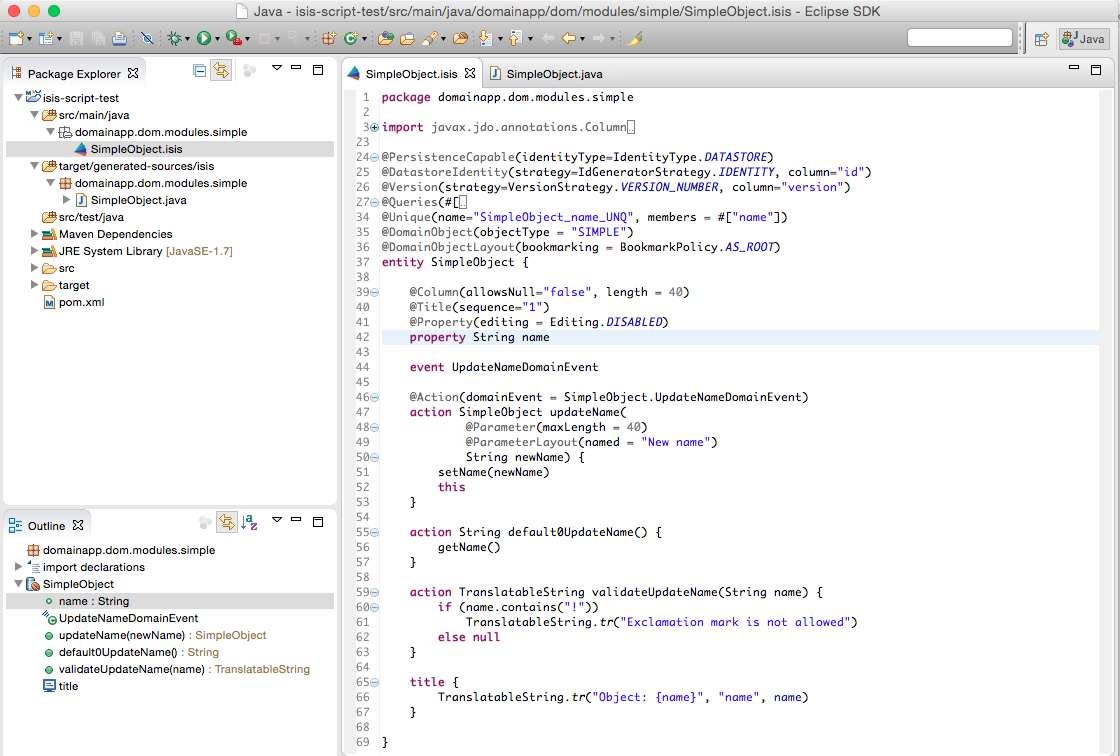 Java - isis-script-test/src/main/java/domainapp/dom/modules/simple/SimpleObject.isis - Eclipse SDK
Java
Package Explorer
isis-script-test
src/main/java
domainapp.dom.modules.simple
SimpleObject.isis
target/generated-sources/isis
domainapp.dom.modules.simple
SimpleObject.java
src/test/java
Maven Dependencies
JRE System Library [JavaSE-1.7]
src
target
pom.xml
Outline
domainapp.dom.modules.simple
import declarations
SimpleObject
name : String
UpdateNameDomainEvent
updateName(newName) : SimpleObject
default0UpdateName() : String
validateUpdateName(name) : TranslatableString
title
SimpleObject.isis
SimpleObject.java
1 package domainapp.dom.modules.simple
2
3 import javax.jdo.annotations.Column
23
24 @PersistenceCapable(identityType=IdentityType.DATASTORE)
25 @DatastoreIdentity(strategy=IdGeneratorStrategy.IDENTITY, column="id")
26 @Version(strategy=VersionStrategy.VERSION_NUMBER, column="version")
27 @Queries(#[
34 @Unique(name="SimpleObject_name_UNQ", members = #["name"])
35 @DomainObject(objectType = "SIMPLE")
36 @DomainObjectLayout(bookmarking = BookmarkPolicy.AS_ROOT)
37 entity SimpleObject {
38
39 @Column(allowsNull="false", length = 40)
40 @Title(sequence="1")
41 @Property(editing = Editing.DISABLED)
42 property String name
43
44 event UpdateNameDomainEvent
45
46 @Action(domainEvent = SimpleObject.UpdateNameDomainEvent)
47 action SimpleObject updateName(
48 @Parameter(maxLength = 40)
49 @ParameterLayout(named = "New name")
50 String newName) {
51 setName(newName)
52 this
53 }
54
55 action String default0UpdateName() {
56 getName()
57 }
58
59 action TranslatableString validateUpdateName(String name) {
60 if (name.contains("!"))
61 TranslatableString.tr("Exclamation mark is not allowed")
62 else null
63 }
64
65 title {
66 TranslatableString.tr("Object: {name}", "name", name)
67 }
68
69 }